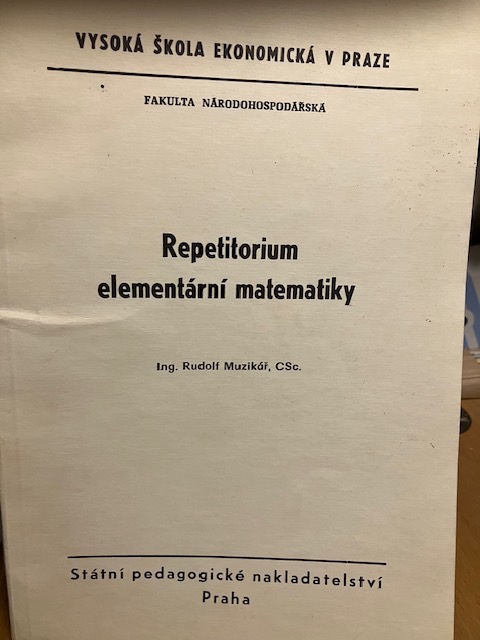 VYSOKÁ ŠKOLA EKONOMICKÁ V PRAZE
FAKULTA NÁRODOHOSPODÁŘSKÁ
Repetitorium
elementární matematiky
Ing. Rudolf Muzikář, CSc.
Státní pedagogické nakladatelství
Praha